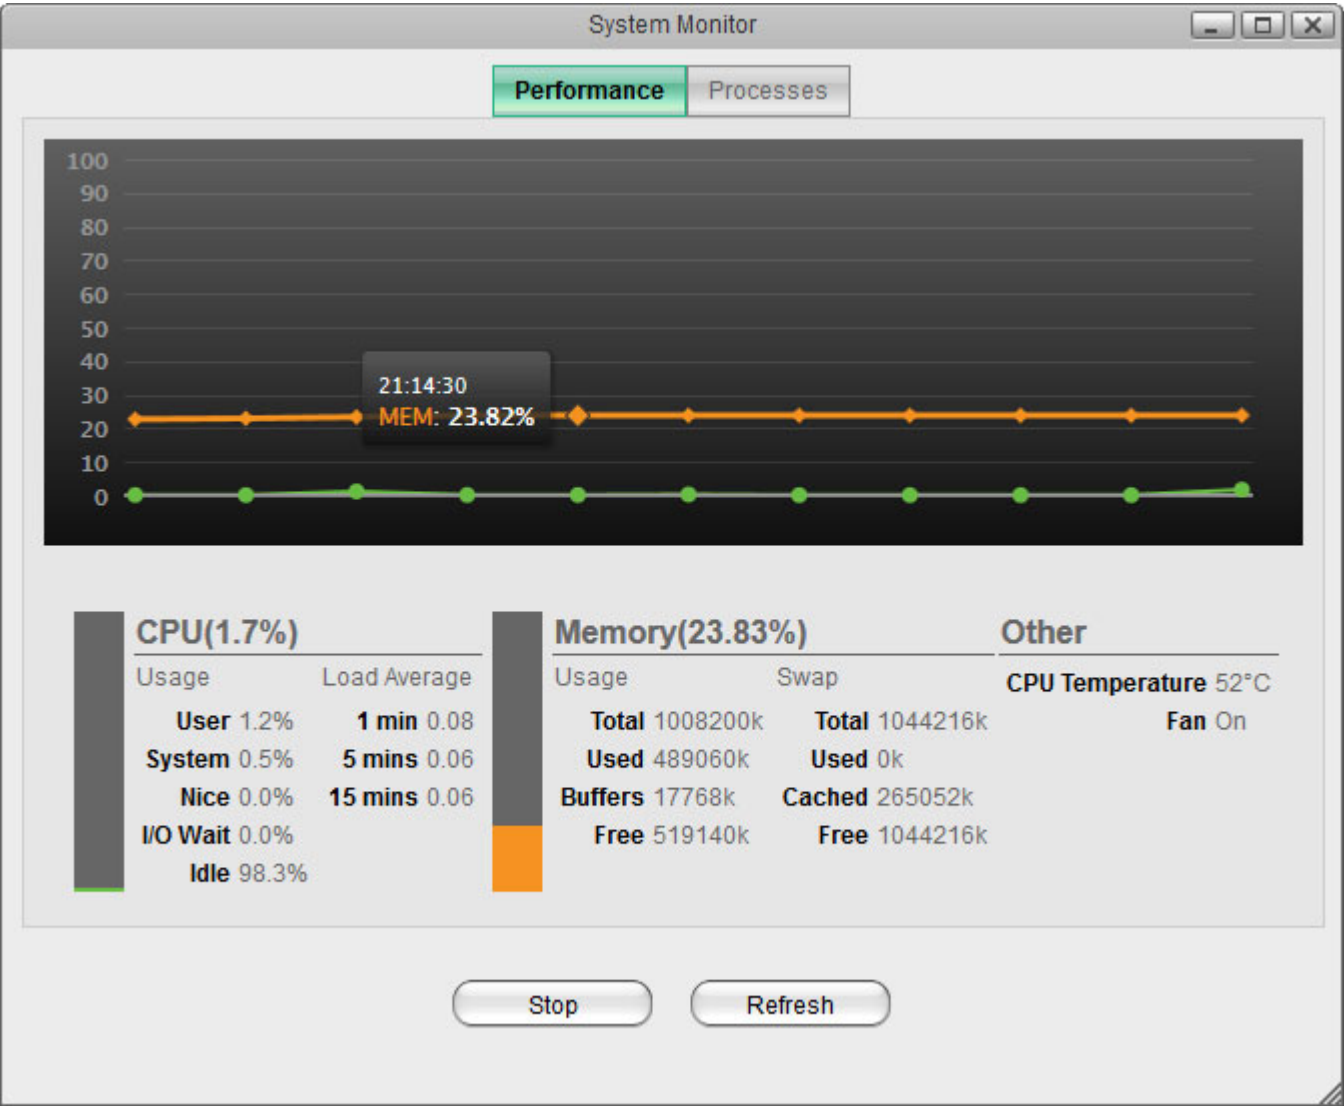 System Monitor
Performance Processes
100
90
80
70
60
50
40
30
20
10
0
21:14:30
MEM: 23.82%
CPU(1.7%) Memory(23.83%) Other
Usage Load Average Usage Swap CPU Temperature 52°C
User 1.2% 1 min 0.08 Total 1008200k Total 1044216k Fan On
System 0.5% 5 mins 0.06 Used 489060k Used 0k
Nice 0.0% 15 mins 0.06 Buffers 17768k Cached 265052k
I/O Wait 0.0% Free 519140k Free 1044216k
Idle 98.3%
Stop Refresh